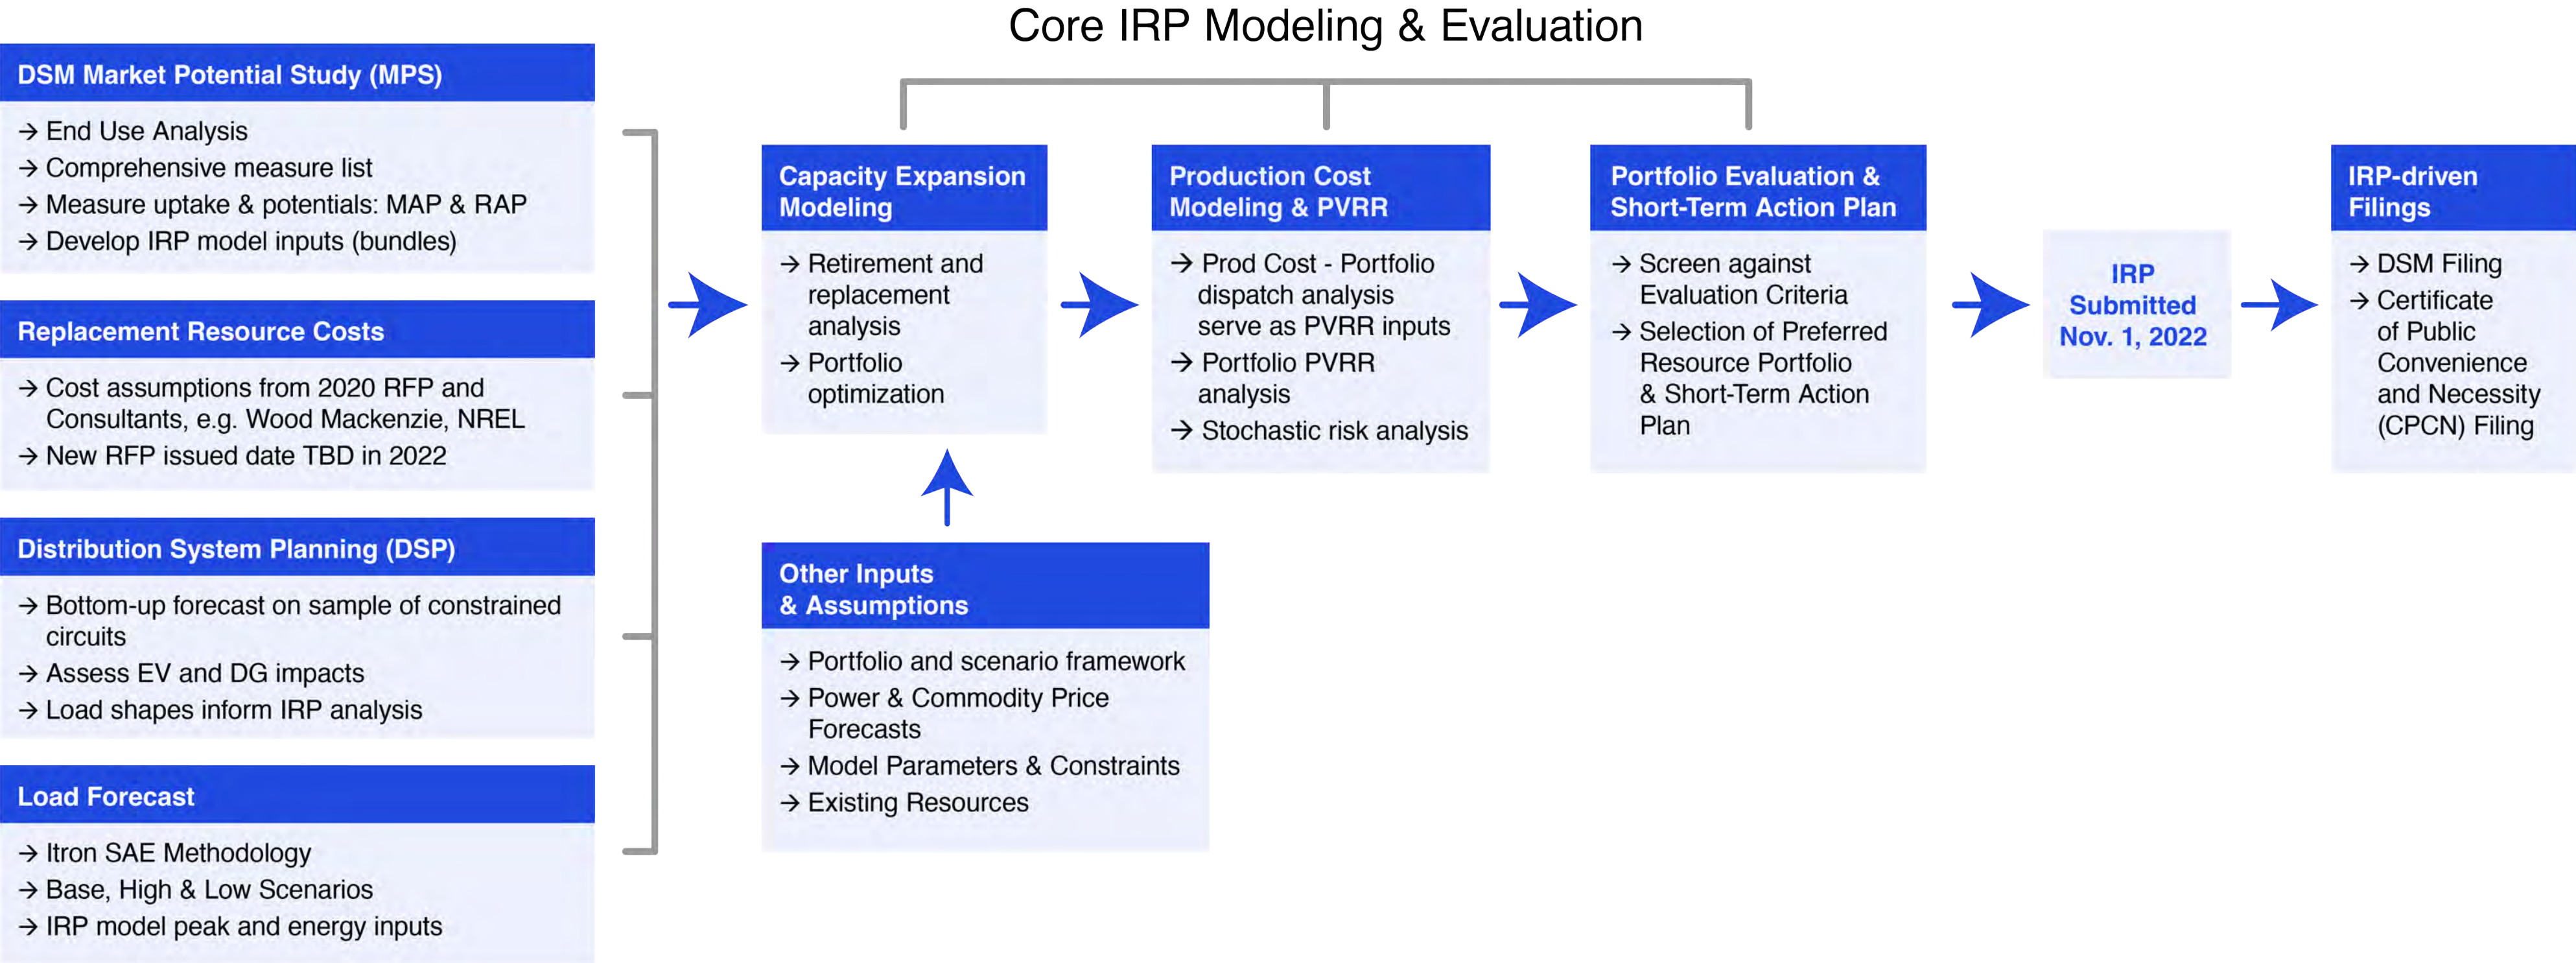 Core IRP Modeling & Evaluation
DSM Market Potential Study (MPS)
→ End Use Analysis
→ Comprehensive measure list
→ Measure uptake & potentials: MAP & RAP
→ Develop IRP model inputs (bundles)
Replacement Resource Costs
→ Cost assumptions from 2020 RFP and
Consultants, e.g. Wood Mackenzie, NREL
→ New RFP issued date TBD in 2022
Distribution System Planning (DSP)
→ Bottom-up forecast on sample of constrained
circuits
→ Assess EV and DG impacts
→ Load shapes inform IRP analysis
Load Forecast
→ Itron SAE Methodology
→ Base, High & Low Scenarios
→ IRP model peak and energy inputs
Capacity Expansion
Modeling
→ Retirement and
replacement
analysis
→ Portfolio
optimization
Other Inputs
& Assumptions
→ Portfolio and scenario framework
→ Power & Commodity Price
Forecasts
→ Model Parameters & Constraints
→ Existing Resources
Production Cost
Modeling & PVRR
→ Prod Cost - Portfolio
dispatch analysis
serve as PVRR inputs
→ Portfolio PVRR
analysis
→ Stochastic risk analysis
Portfolio Evaluation &
Short-Term Action Plan
→ Screen against
Evaluation Criteria
→ Selection of Preferred
Resource Portfolio
& Short-Term Action
Plan
IRP
Submitted
Nov. 1, 2022
IRP-driven
Filings
→ DSM Filing
→ Certificate
of Public
Convenience
and Necessity
(CPCN) Filing